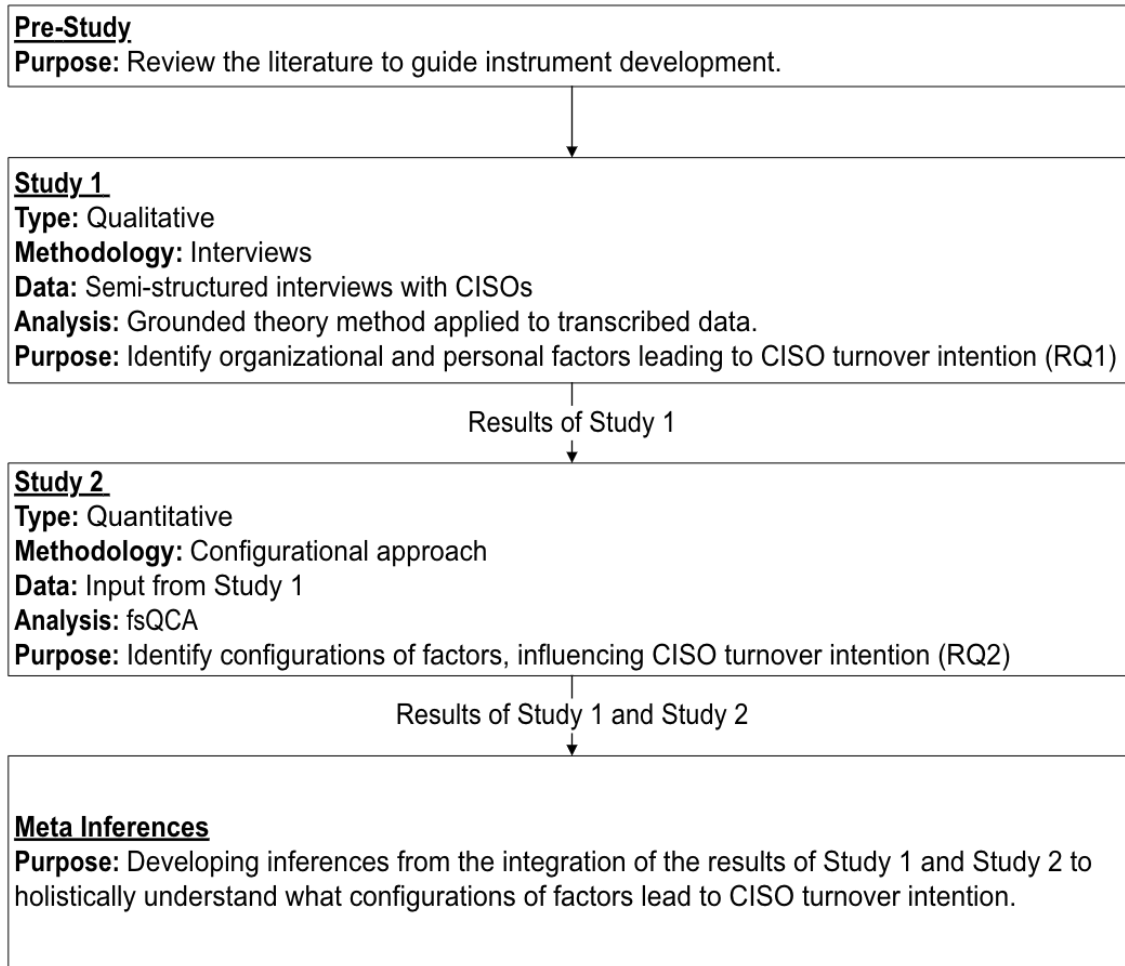 Pre-Study
Purpose: Review the literature to guide instrument development.
Study 1
Type: Qualitative
Methodology: Interviews
Data: Semi-structured interviews with CISOs
Analysis: Grounded theory method applied to transcribed data.
Purpose: Identify organizational and personal factors leading to CISO turnover intention (RQ1)
Results of Study 1
Study 2
Type: Quantitative
Methodology: Configurational approach
Data: Input from Study 1
Analysis: fsQCA
Purpose: Identify configurations of factors, influencing CISO turnover intention (RQ2)
Results of Study 1 and Study 2
Meta Inferences
Purpose: Developing inferences from the integration of the results of Study 1 and Study 2 to
holistically understand what configurations of factors lead to CISO turnover intention.